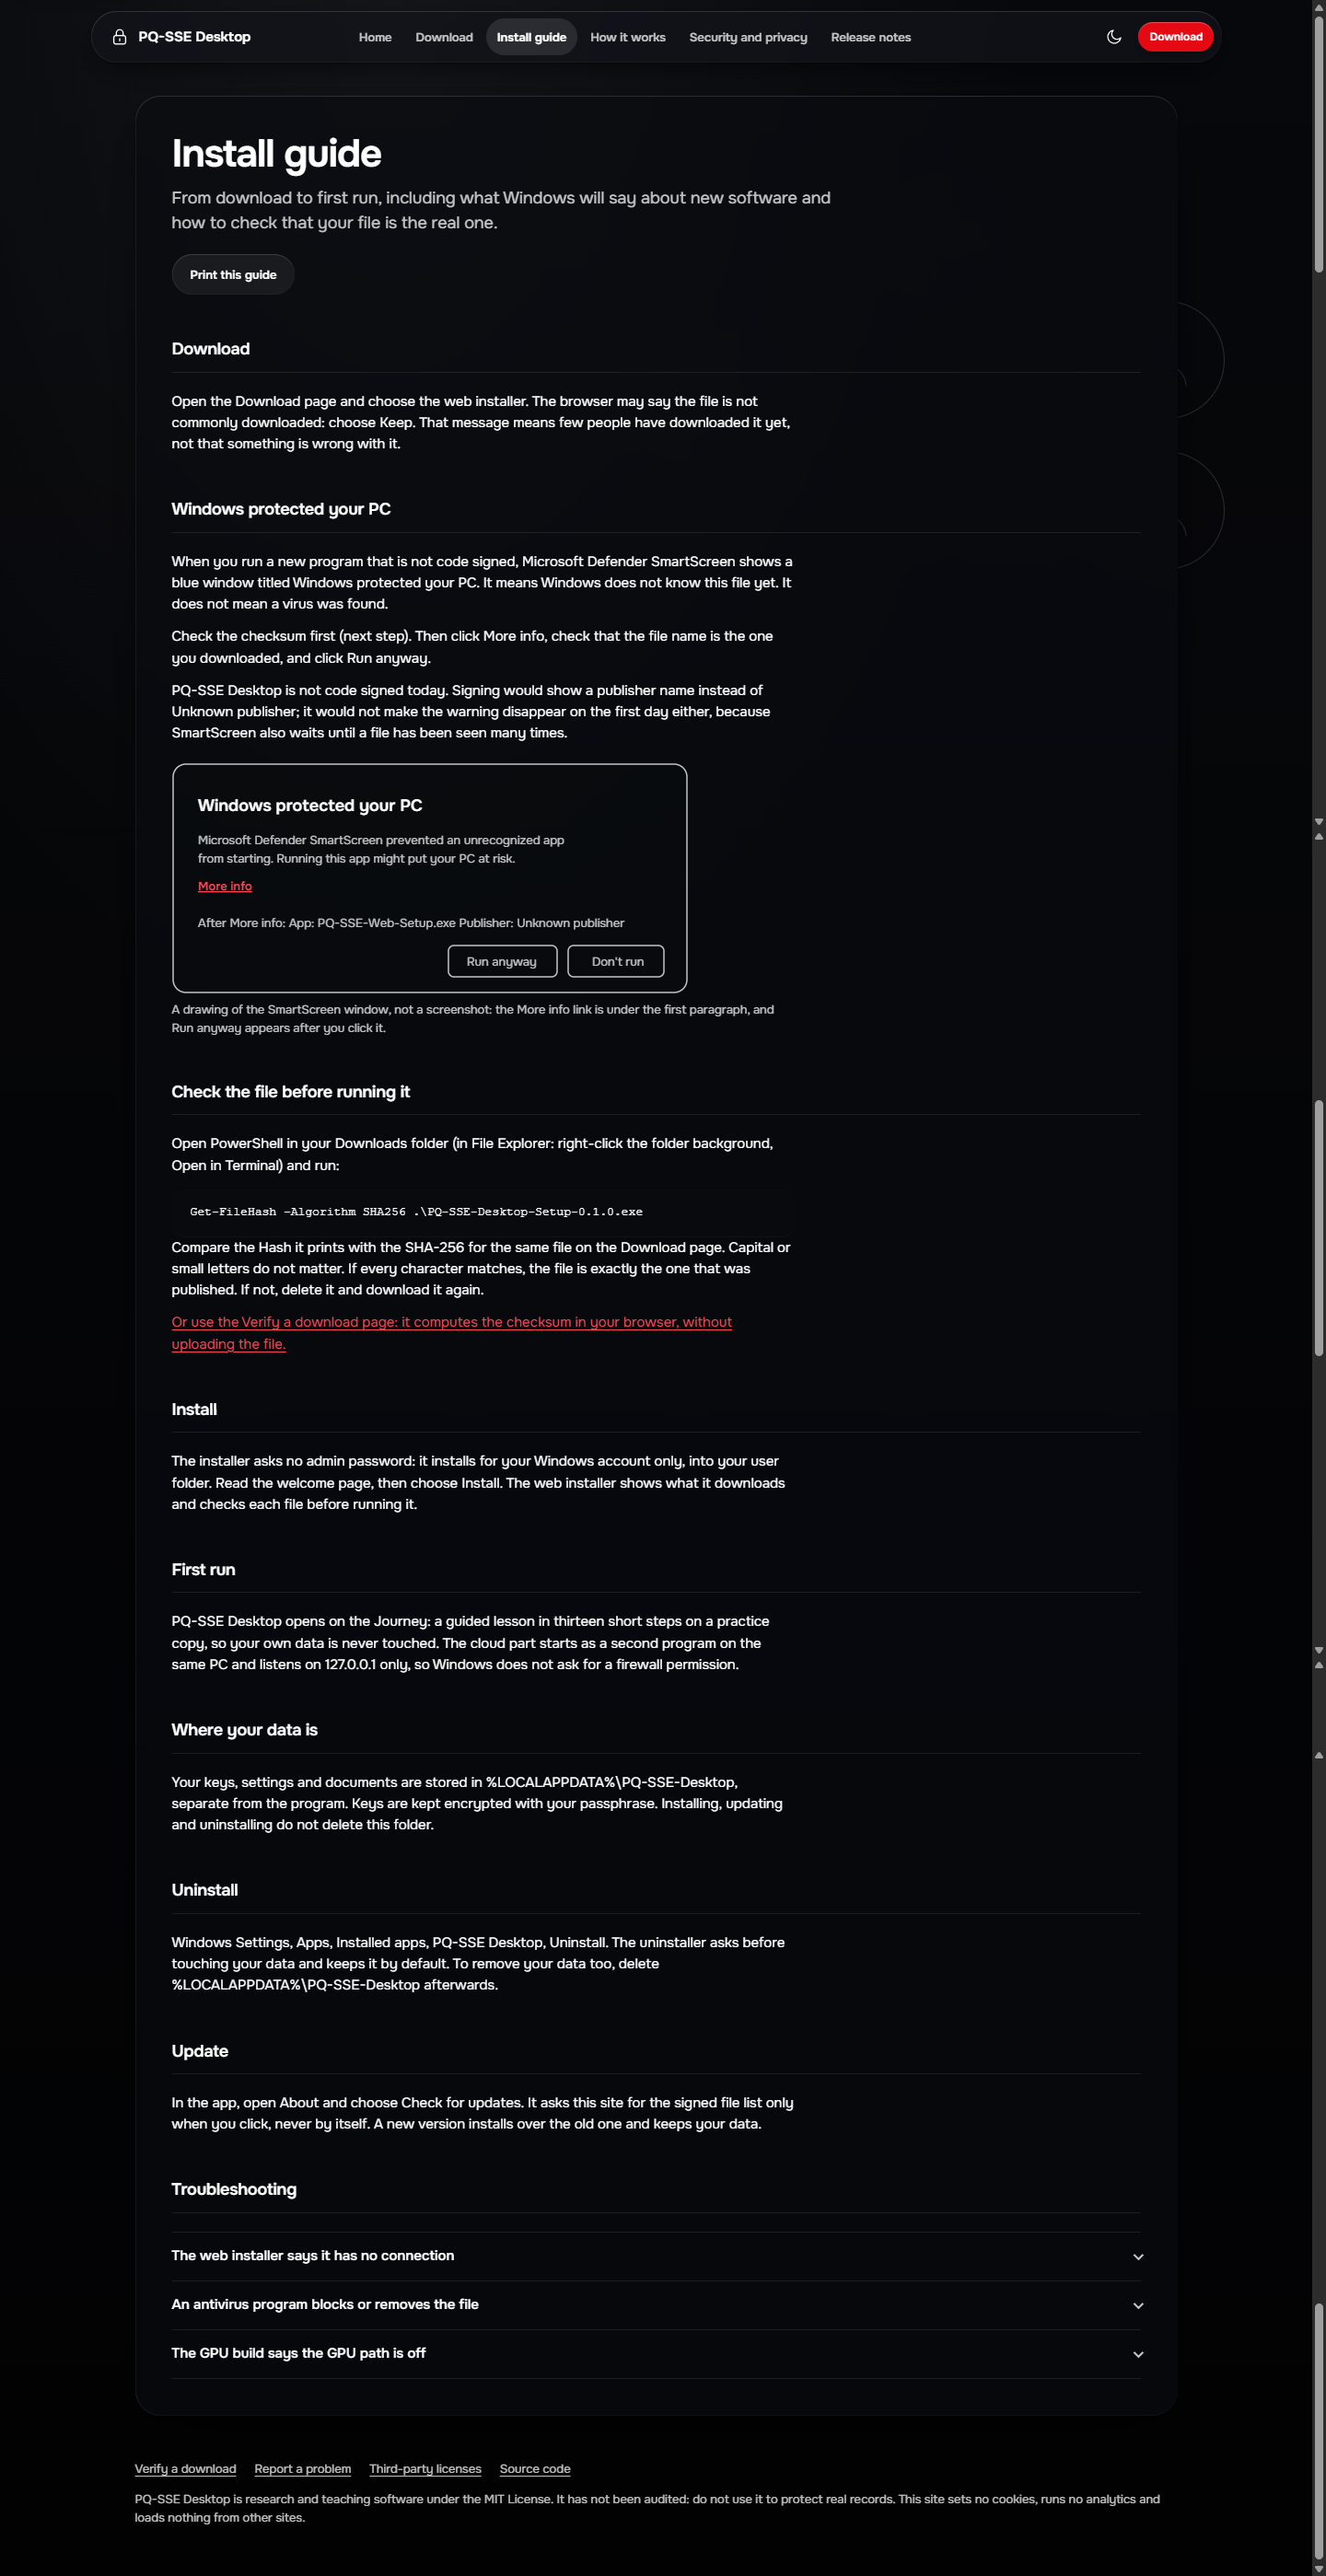 PQ-SSE Desktop
Home
Download
Install guide
How it works
Security and privacy
Release notes
Download
Install guide
From download to first run, including what Windows will say about new software and
how to check that your file is the real one.
Print this guide
Download
Open the Download page and choose the web installer. The browser may say the file is not
commonly downloaded: choose Keep. That message means few people have downloaded it yet,
not that something is wrong with it.
Windows protected your PC
When you run a new program that is not code signed, Microsoft Defender SmartScreen shows a
blue window titled Windows protected your PC. It means Windows does not know this file yet. It
does not mean a virus was found.
Check the checksum first (next step). Then click More info, check that the file name is the one
you downloaded, and click Run anyway.
PQ-SSE Desktop is not code signed today. Signing would show a publisher name instead of
Unknown publisher; it would not make the warning disappear on the first day either, because
SmartScreen also waits until a file has been seen many times.
Windows protected your PC
Microsoft Defender SmartScreen prevented an unrecognized app
from starting. Running this app might put your PC at risk.
More info
After More info: App: PQ-SSE-Web-Setup.exe Publisher: Unknown publisher
Run anyway
Don't run
A drawing of the SmartScreen window, not a screenshot: the More info link is under the first paragraph, and
Run anyway appears after you click it.
Check the file before running it
Open PowerShell in your Downloads folder (in File Explorer: right-click the folder background,
Open in Terminal) and run:
Get-FileHash -Algorithm SHA256 .\PQ-SSE-Desktop-Setup-0.1.0.exe
Compare the Hash it prints with the SHA-256 for the same file on the Download page. Capital or
small letters do not matter. If every character matches, the file is exactly the one that was
published. If not, delete it and download it again.
Or use the Verify a download page: it computes the checksum in your browser, without
uploading the file.
Install
The installer asks no admin password: it installs for your Windows account only, into your user
folder. Read the welcome page, then choose Install. The web installer shows what it downloads
and checks each file before running it.
First run
PQ-SSE Desktop opens on the Journey: a guided lesson in thirteen short steps on a practice
copy, so your own data is never touched. The cloud part starts as a second program on the
same PC and listens on 127.0.0.1 only, so Windows does not ask for a firewall permission.
Where your data is
Your keys, settings and documents are stored in %LOCALAPPDATA%\PQ-SSE-Desktop,
separate from the program. Keys are kept encrypted with your passphrase. Installing, updating
and uninstalling do not delete this folder.
Uninstall
Windows Settings, Apps, Installed apps, PQ-SSE Desktop, Uninstall. The uninstaller asks before
touching your data and keeps it by default. To remove your data too, delete
%LOCALAPPDATA%\PQ-SSE-Desktop afterwards.
Update
In the app, open About and choose Check for updates. It asks this site for the signed file list only
when you click, never by itself. A new version installs over the old one and keeps your data.
Troubleshooting
The web installer says it has no connection
An antivirus program blocks or removes the file
The GPU build says the GPU path is off
Verify a download
Report a problem
Third-party licenses
Source code
PQ-SSE Desktop is research and teaching software under the MIT License. It has not been audited: do not use it to protect real records. This site sets no cookies, runs no analytics and
loads nothing from other sites.